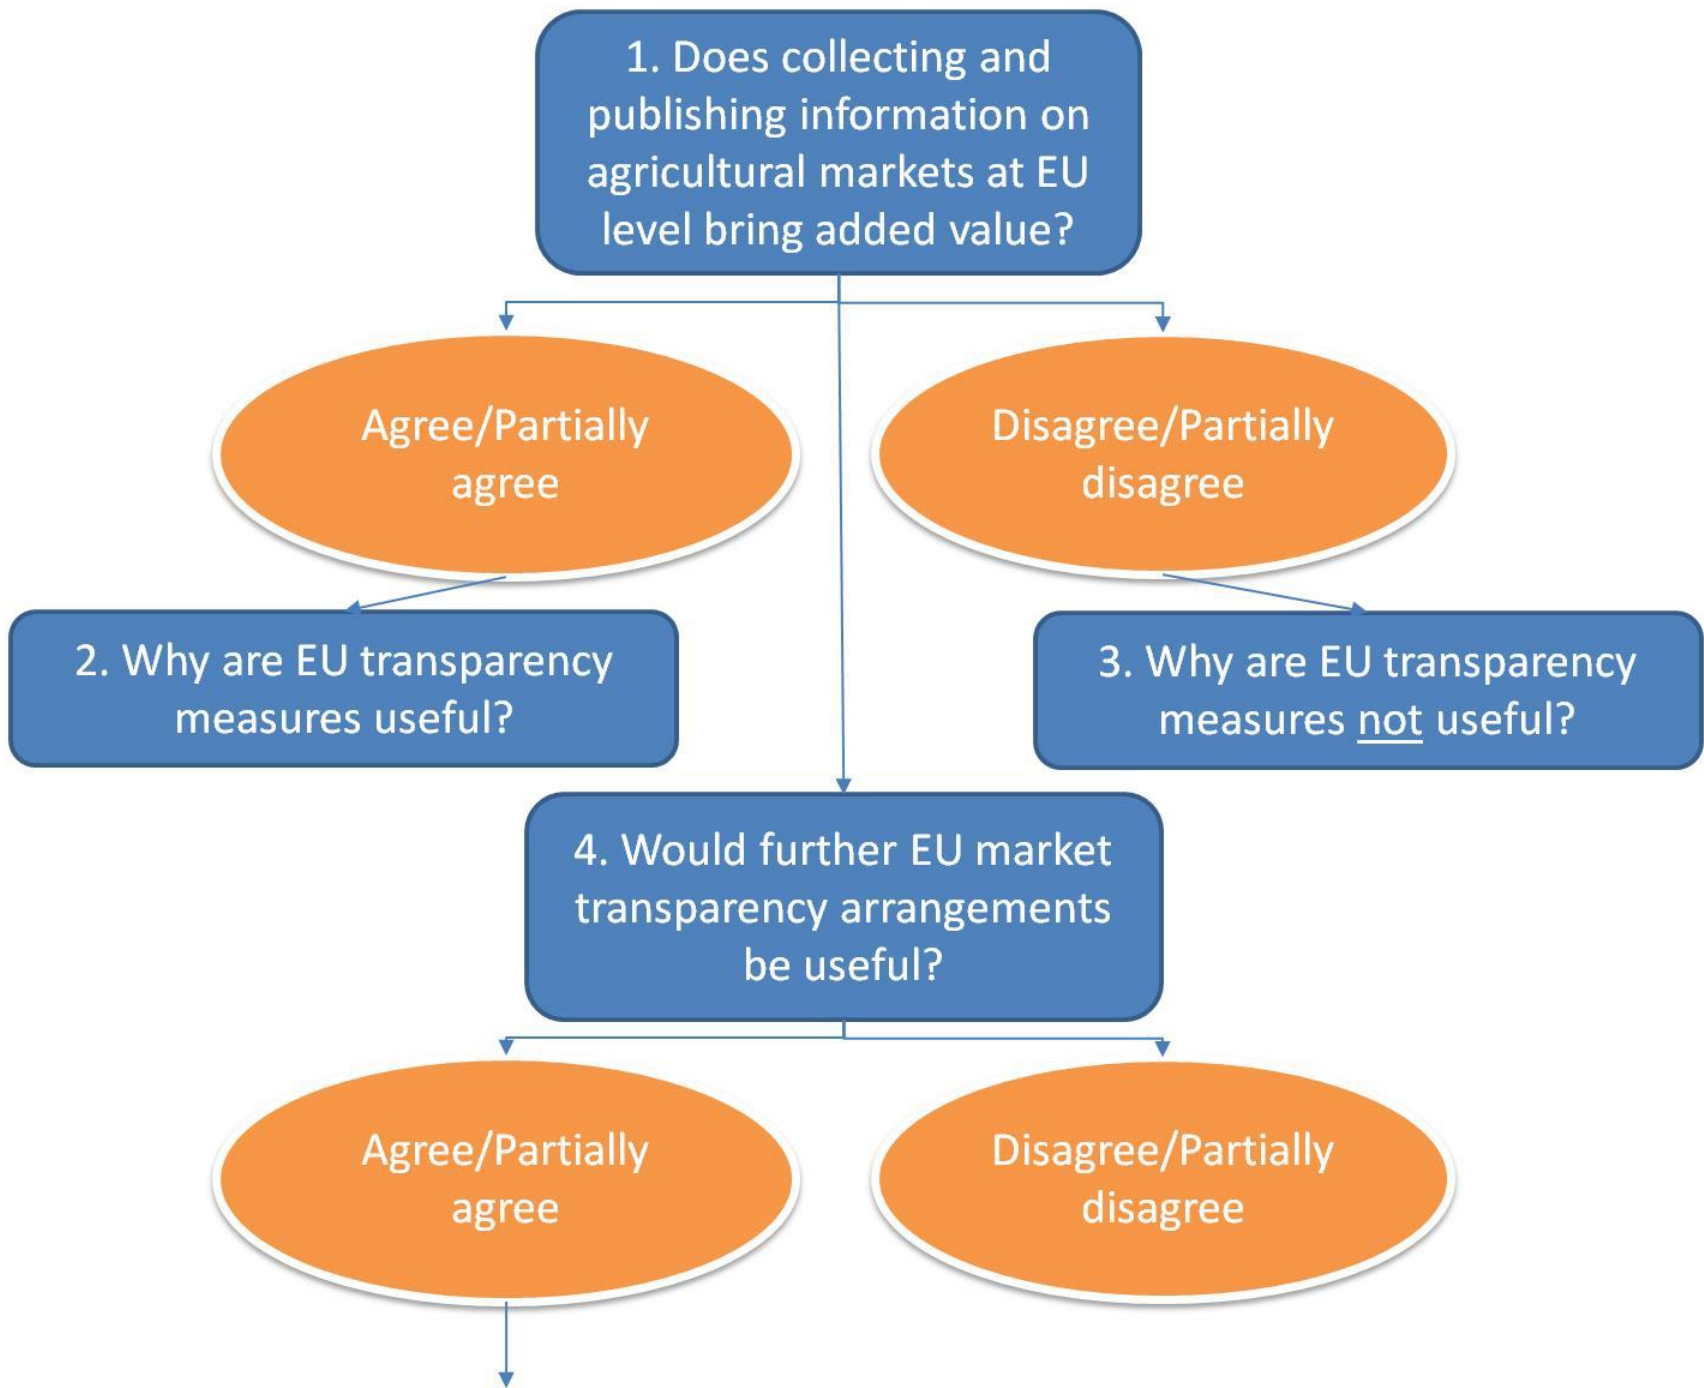 1. Does collecting and
publishing information on
agricultural markets at EU
level bring added value?
Agree/Partially
agree
Disagree/Partially
disagree
2. Why are EU transparency
measures useful?
3. Why are EU transparency
measures not useful?
4. Would further EU market
transparency arrangements
be useful?
Agree/Partially
agree
Disagree/Partially
disagree